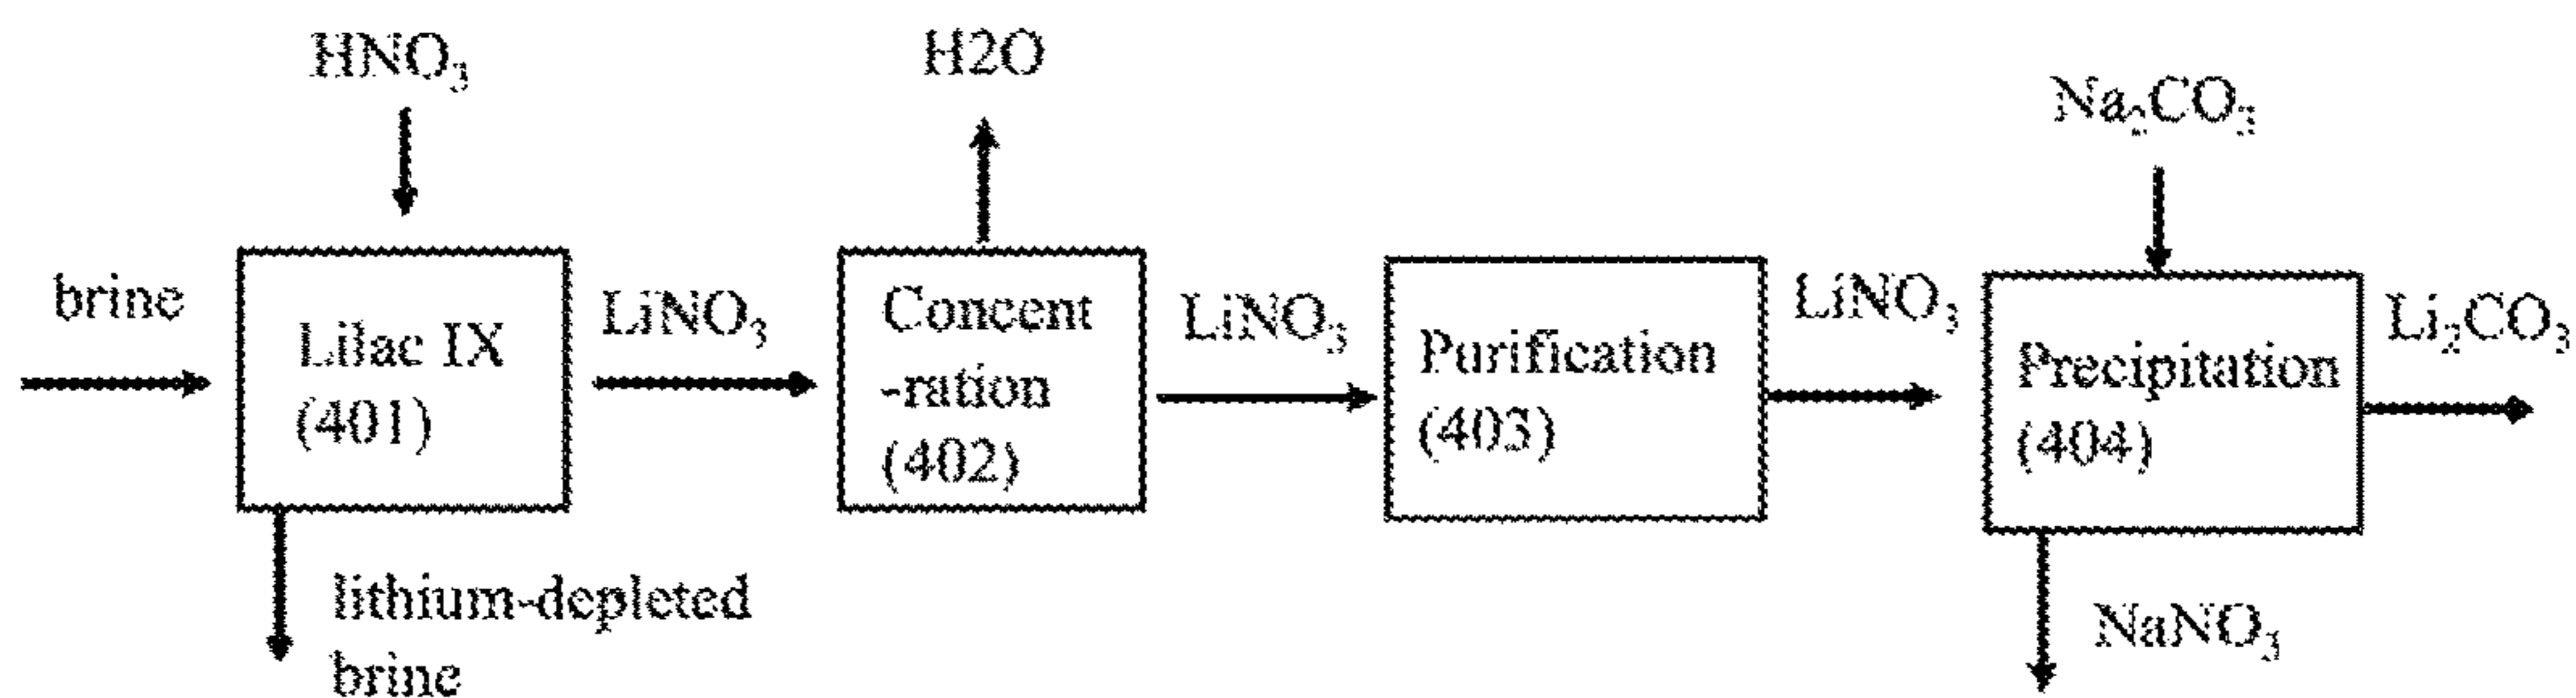 HNO₃
H2O
Na₂CO₃
brine
Lilac IX
(401)
LiNO₃
Concent
-ration
(402)
LiNO₃
Purification
(403)
LiNO₃
Precipitation
(404)
Li₂CO₃
lithium-depleted
brine
NaNO₃